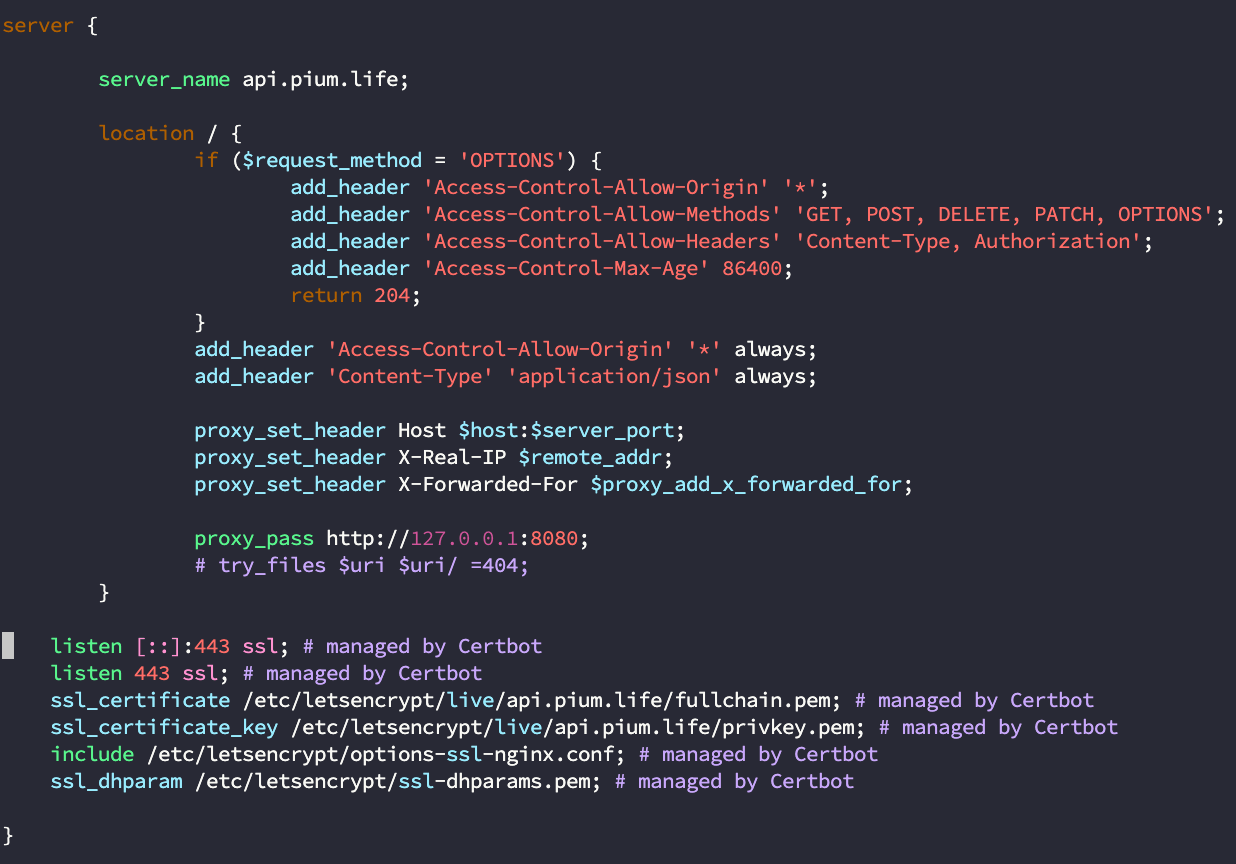 server {
server_name api.pium.life;
location / {
if ($request_method = 'OPTIONS') {
add_header 'Access-Control-Allow-Origin' '*';
add_header 'Access-Control-Allow-Methods' 'GET, POST, DELETE, PATCH, OPTIONS';
add_header 'Access-Control-Allow-Headers' 'Content-Type, Authorization';
add_header 'Access-Control-Max-Age' 86400;
return 204;
}
add_header 'Access-Control-Allow-Origin' '*' always;
add_header 'Content-Type' 'application/json' always;
proxy_set_header Host $host:$server_port;
proxy_set_header X-Real-IP $remote_addr;
proxy_set_header X-Forwarded-For $proxy_add_x_forwarded_for;
proxy_pass http://127.0.0.1:8080;
# try_files $uri $uri/ =404;
}
listen [::]:443 ssl; # managed by Certbot
listen 443 ssl; # managed by Certbot
ssl_certificate /etc/letsencrypt/live/api.pium.life/fullchain.pem; # managed by Certbot
ssl_certificate_key /etc/letsencrypt/live/api.pium.life/privkey.pem; # managed by Certbot
include /etc/letsencrypt/options-ssl-nginx.conf; # managed by Certbot
ssl_dhparam /etc/letsencrypt/ssl-dhparams.pem; # managed by Certbot
}